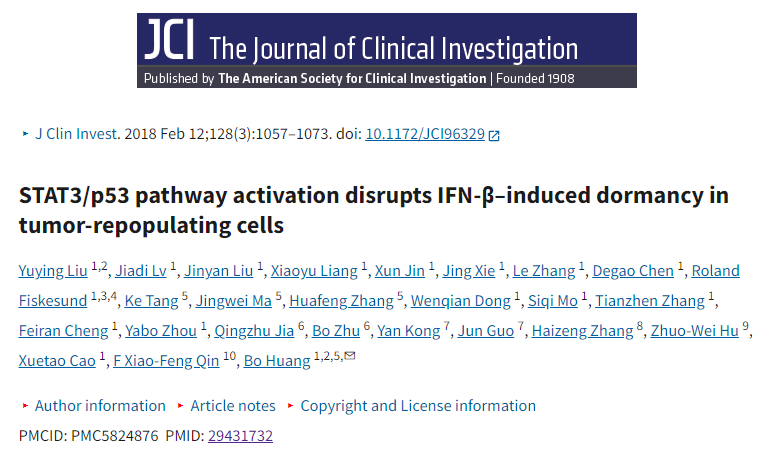 JCI The Journal of Clinical Investigation
Published by The American Society for Clinical Investigation | Founded 1908
J Clin Invest. 2018 Feb 12;128(3):1057–1073. doi: 10.1172/JCI96329
STAT3/p53 pathway activation disrupts IFN-β–induced dormancy in
tumor-repopulating cells
Yuying Liu 1,2, Jiadi Lv 1, Jinyan Liu 1, Xiaoyu Liang 1, Xun Jin 1, Jing Xie 1, Le Zhang 1, Degao Chen 1, Roland
Fiskesund 1,3,4, Ke Tang 5, Jingwei Ma 5, Huafeng Zhang 5, Wenqian Dong 1, Siqi Mo 1, Tianzhen Zhang 1,
Feiran Cheng 1, Yabo Zhou 1, Qingzhu Jia 6, Bo Zhu 6, Yan Kong 7, Jun Guo 7, Haizeng Zhang 8, Zhuo-Wei Hu 9,
Xuetao Cao 1, F Xiao-Feng Qin 10, Bo Huang 1,2,5,✉
▸ Author information ▸ Article notes ▸ Copyright and License information
PMCID: PMC5824876 PMID: 29431732